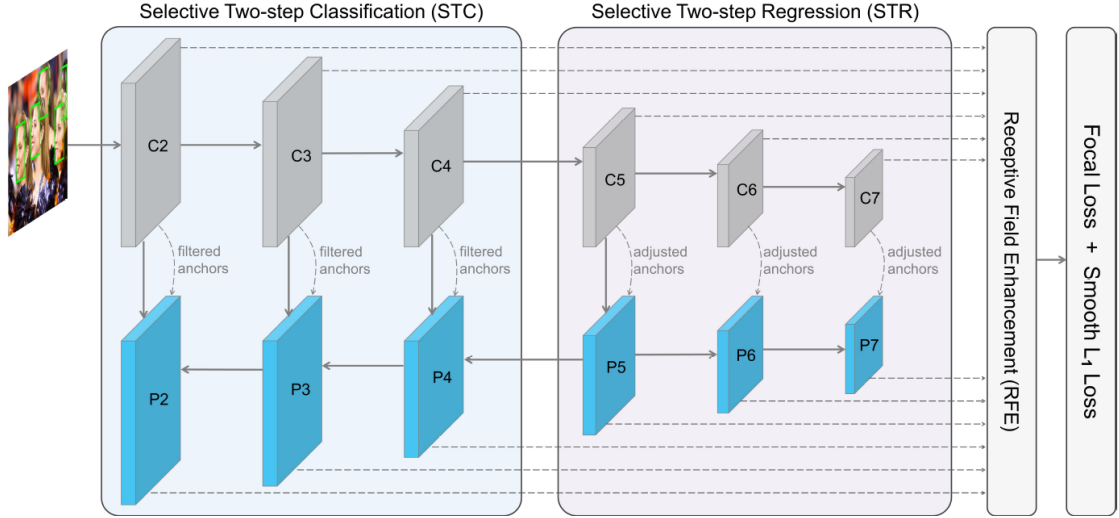 Selective Two-step Classification (STC)
Selective Two-step Regression (STR)
C2
C3
C4
C5
C6
C7
filtered
anchors
filtered
anchors
filtered
anchors
adjusted
anchors
adjusted
anchors
adjusted
anchors
P2
P3
P4
P5
P6
P7
Receptive Field Enhancement (RFE)
Focal Loss + Smooth L₁ Loss